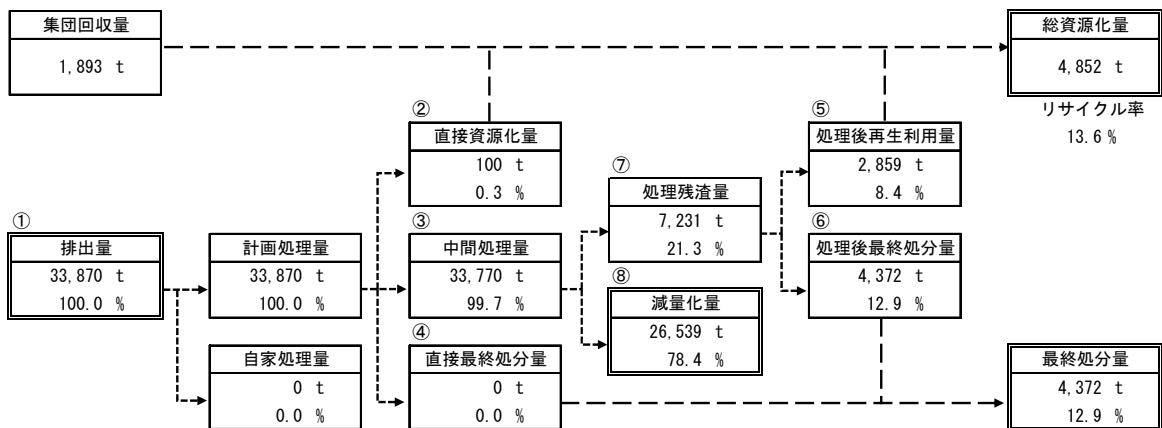 集団回収量
1,893 t
総資源化量
4,852 t
リサイクル率
13.6 %
②
直接資源化量
100 t
0.3 %
⑤
処理後再生利用量
2,859 t
8.4 %
⑦
処理残渣量
7,231 t
21.3 %
①
排出量
33,870 t
100.0 %
計画処理量
33,870 t
100.0 %
③
中間処理量
33,770 t
99.7 %
⑥
処理後最終処分量
4,372 t
12.9 %
⑧
減量化量
26,539 t
78.4 %
自家処理量
0 t
0.0 %
④
直接最終処分量
0 t
0.0 %
最終処分量
4,372 t
12.9 %